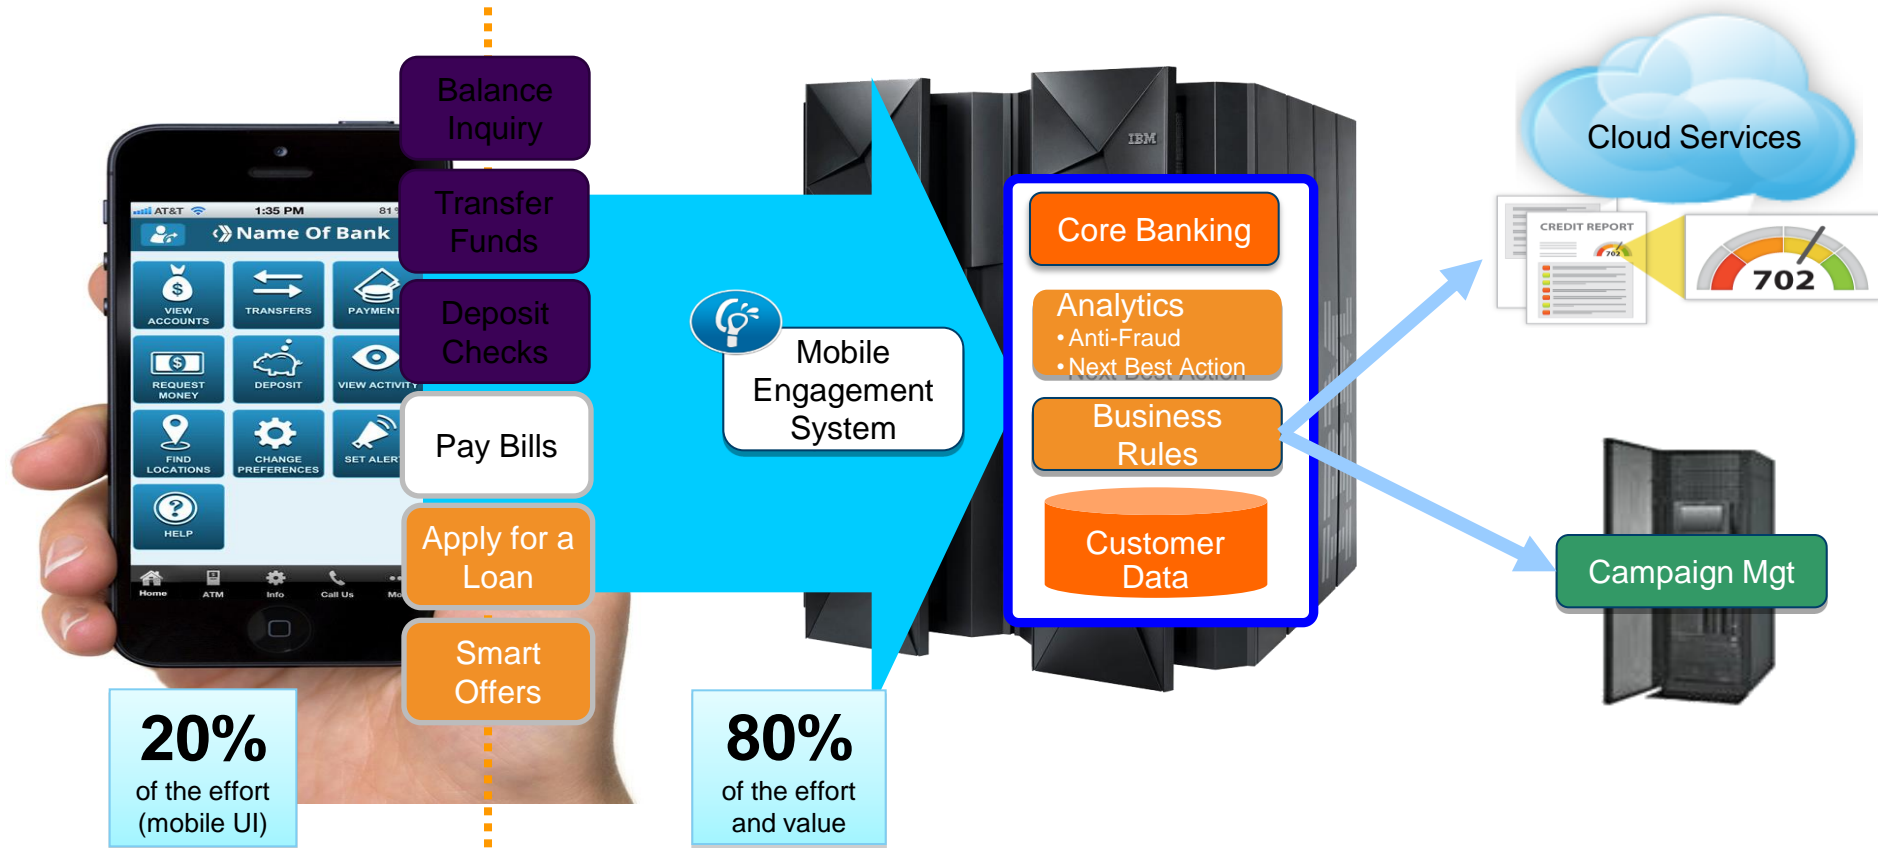 Balance
Inquiry
Transfer
Funds
Deposit
Checks
Pay Bills
Apply for a
Loan
Smart
Offers
AT&T
1:35 PM
81
Name Of Bank
VIEW
ACCOUNTS
TRANSFERS
PAYMENT
REQUEST
MONEY
DEPOSIT
VIEW ACTIVITY
FIND
LOCATIONS
CHANGE
PREFERENCES
SET ALER
HELP
Home
ATM
Info
Call Us
Mo
20%
of the effort
(mobile UI)
Mobile
Engagement
System
80%
of the effort
and value
IBM
Core Banking
Analytics
• Anti-Fraud
• Next Best Action
Business
Rules
Customer
Data
Cloud Services
CREDIT REPORT
702
702
Campaign Mgt